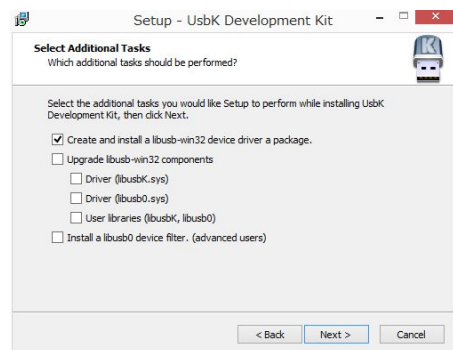 Setup - UsbK Development Kit
Select Additional Tasks
Which additional tasks should be performed?
Select the additional tasks you would like Setup to perform while installing UsbK
Development Kit, then click Next.
Create and install a libusb-win32 device driver a package.
Upgrade libusb-win32 components
Driver (libusbK.sys)
Driver (libusb0.sys)
User libraries (libusbK, libusb0)
Install a libusb0 device filter. (advanced users)
< Back Next > Cancel